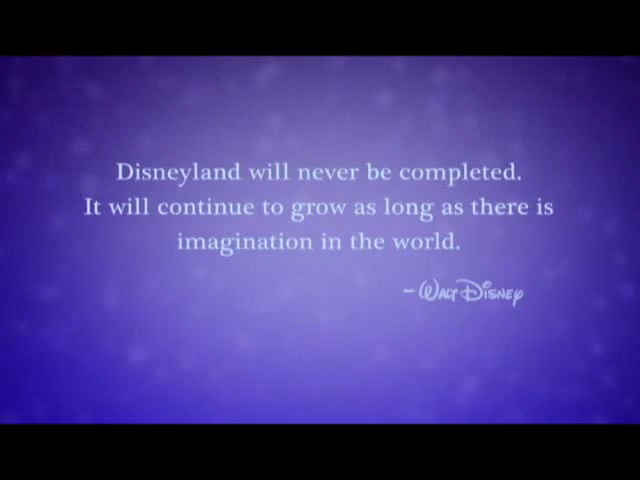 Disneyland will never be completed.
It will continue to grow as long as there is
imagination in the world.
– Walt Disney